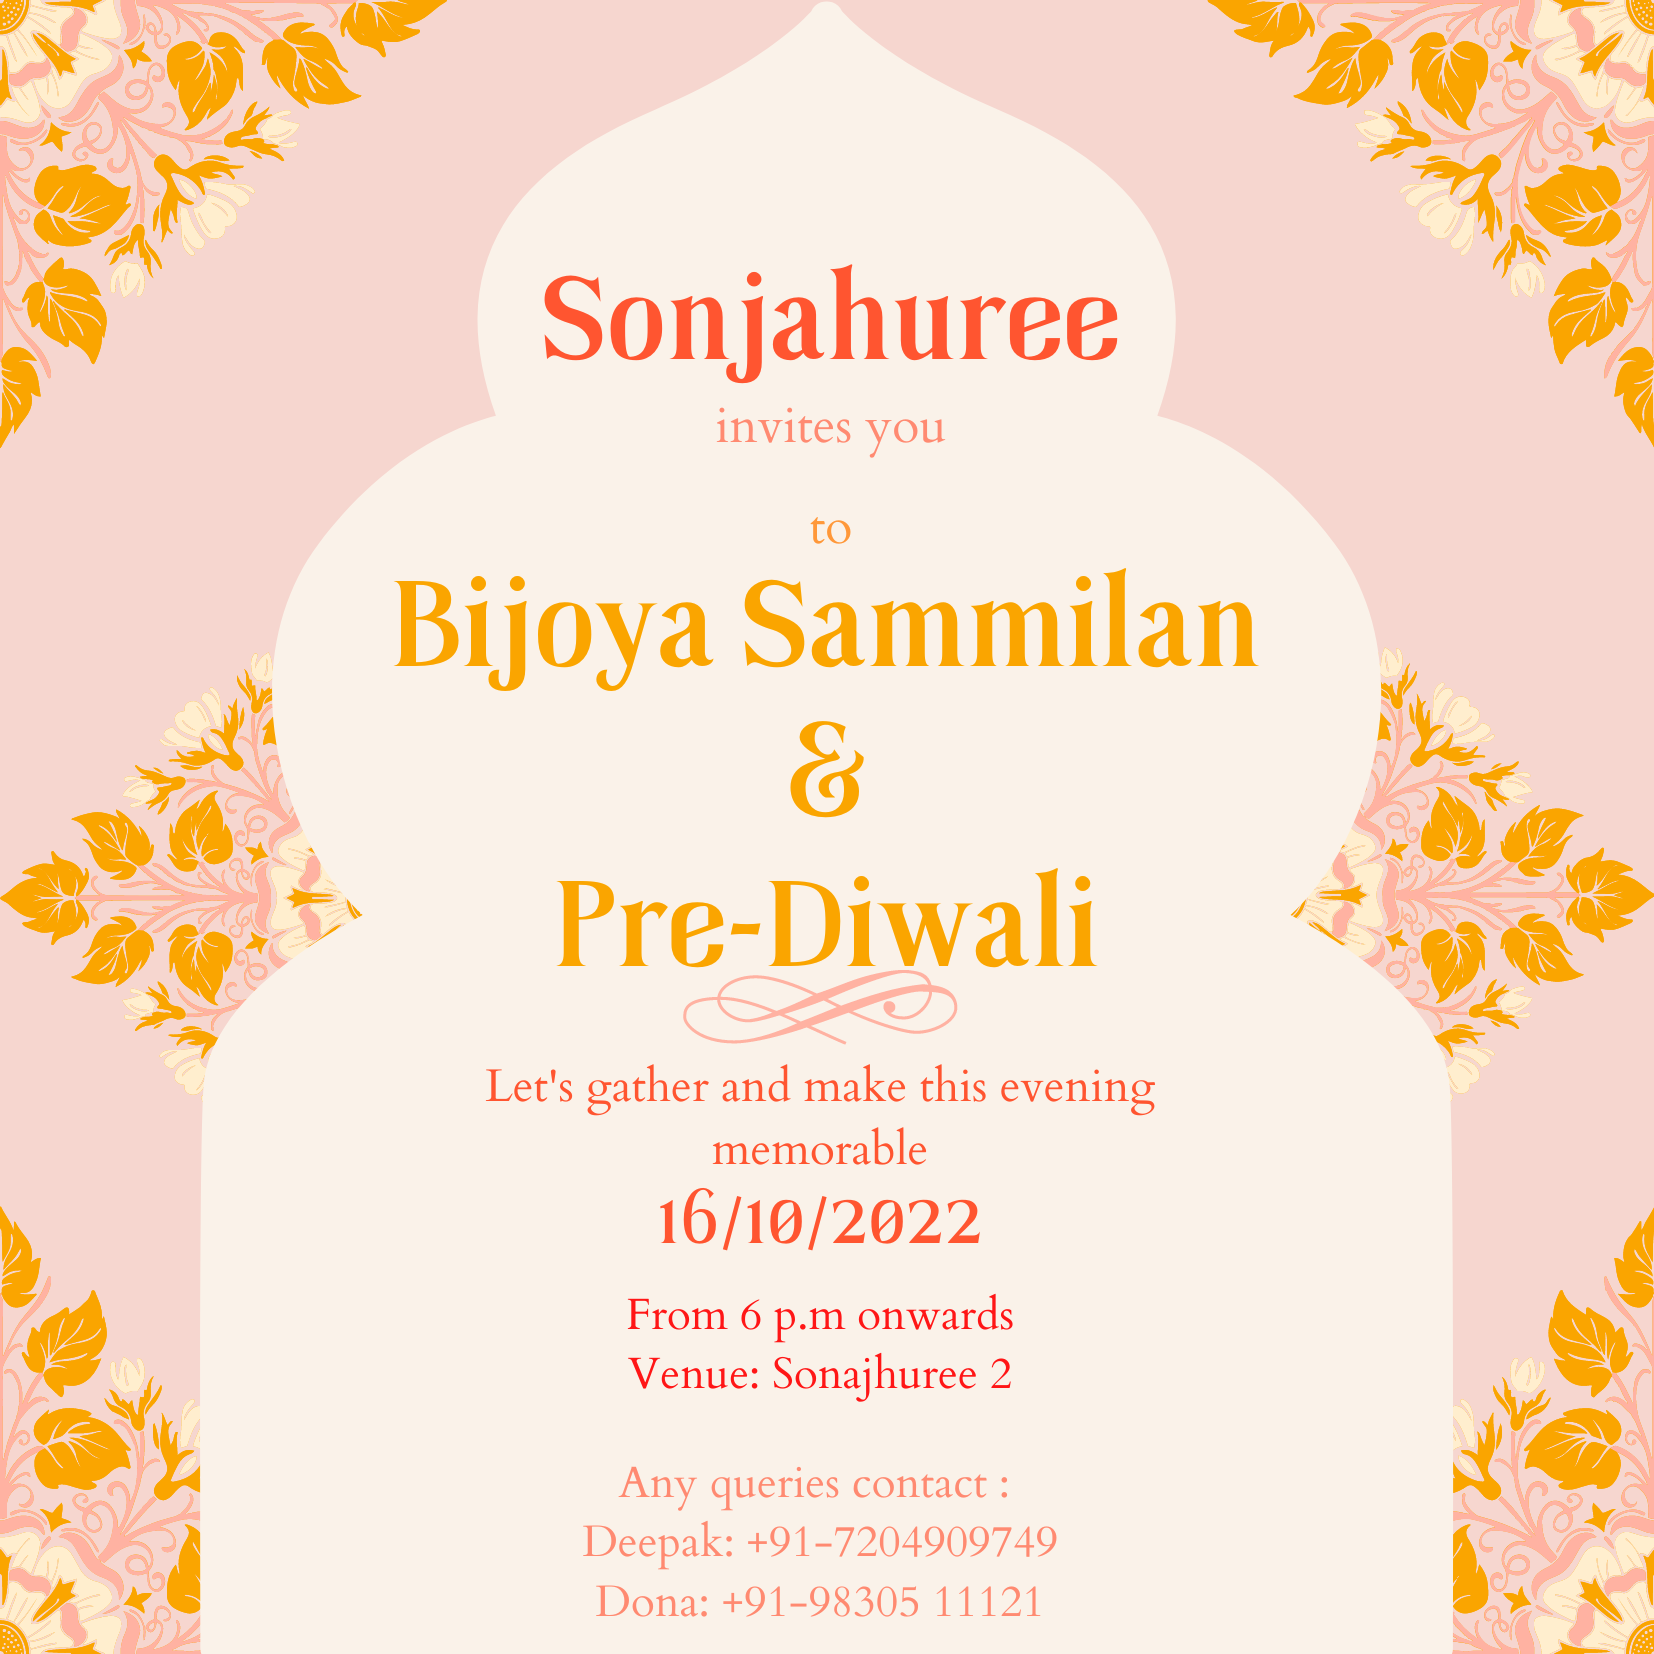 Sonjahuree
invites you
to
Bijoya Sammilan
&
Pre-Diwali
Let's gather and make this evening
memorable
16/10/2022
From 6 p.m onwards
Venue: Sonajhuree 2
Any queries contact :
Deepak: +91-7204909749
Dona: +91-98305 11121